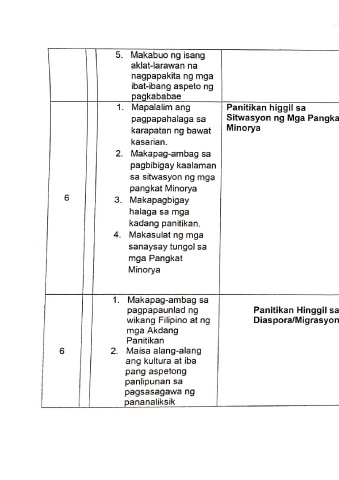 5. Makabuo ng isang
aklat-larawan na
nagpapakita ng mga
ibat-ibang aspeto ng
pagkababae
6
1. Mapalalim ang
pagpapahalaga sa
karapatan ng bawat
kasarian.
2. Makapag-ambag sa
pagbibigay kaalaman
sa sitwasyon ng mga
pangkat Minorya
3. Makapagbigay
halaga sa mga
kadang panitikan.
4. Makasulat ng mga
sanaysay tungol sa
mga Pangkat
Minorya
Panitikan higgil sa
Sitwasyon ng Mga Pangka
Minorya
6
1. Makapag-ambag sa
pagpapaunlad ng
wikang Filipino at ng
mga Akdang
Panitikan
2. Maisa alang-alang
ang kultura at iba
pang aspetong
panlipunan sa
pagsasagawa ng
pananaliksik
Panitikan Hinggil sa
Diaspora/Migrasyon